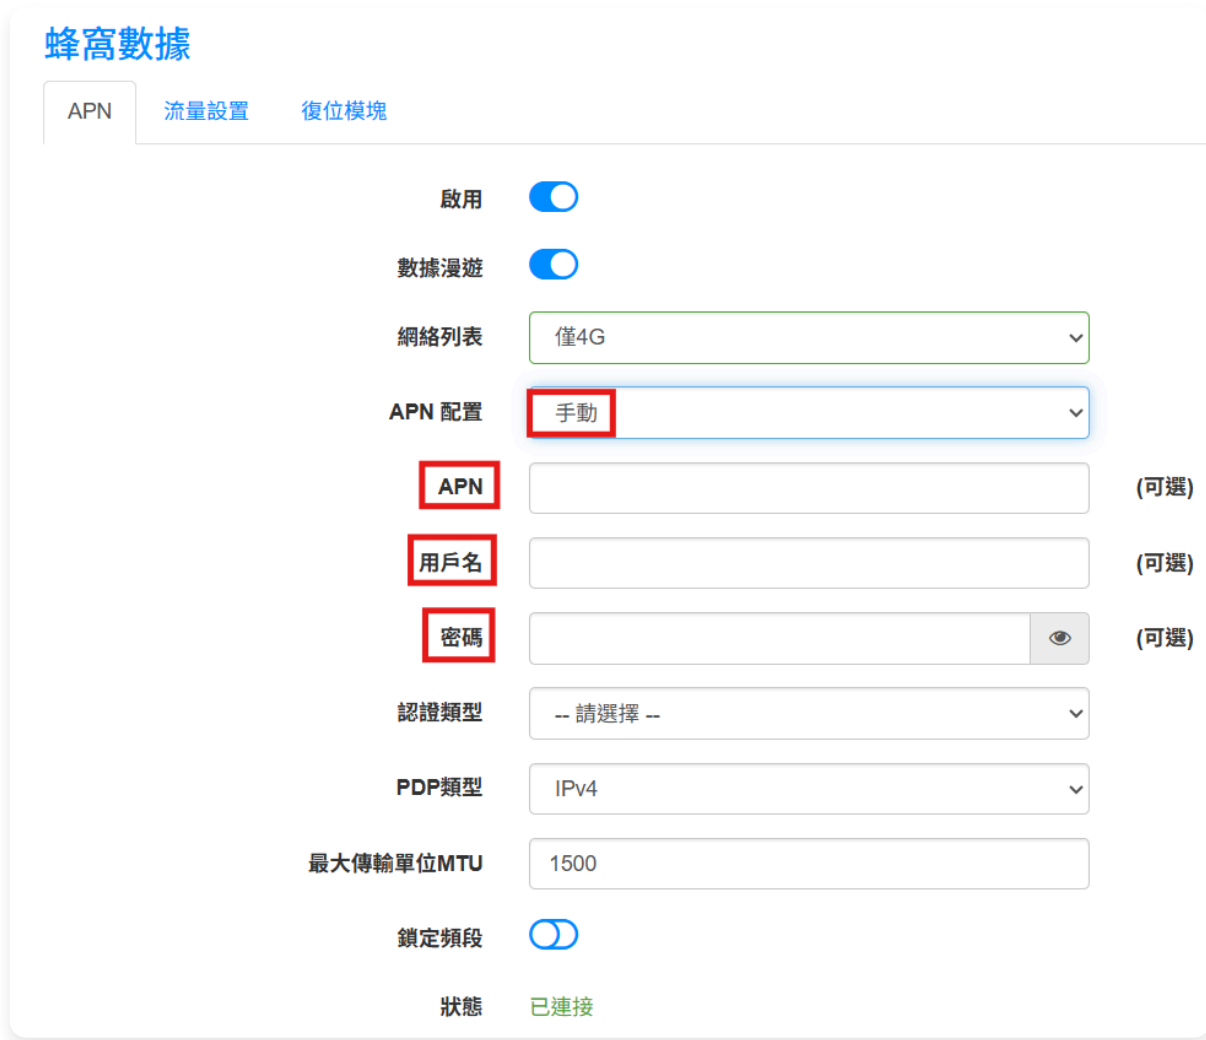 蜂窩數據
APN 流量設置 復位模塊
啟用
數據漫遊
網絡列表 僅4G
APN 配置 手動
APN (可選)
用戶名 (可選)
密碼 (可選)
認證類型 -- 請選擇 --
PDP類型 IPv4
最大傳輸單位MTU 1500
鎖定頻段
狀態 已連接